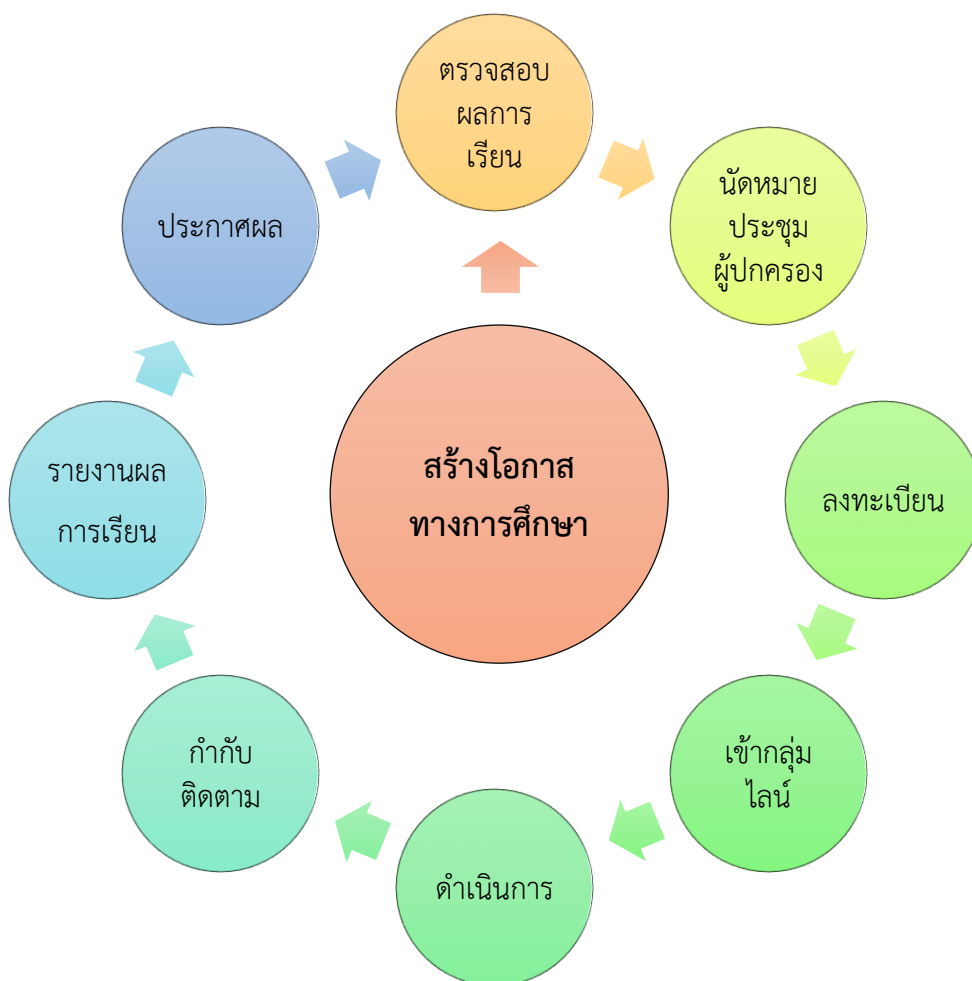 ตรวจสอบ
ผลการ
เรียน
นัดหมาย
ประชุม
ผู้ปกครอง
ลงทะเบียน
เข้ากลุ่ม
ไลน์
ดำเนินการ
กำกับ
ติดตาม
รายงานผล
การเรียน
ประกาศผล
สร้างโอกาส
ทางการศึกษา